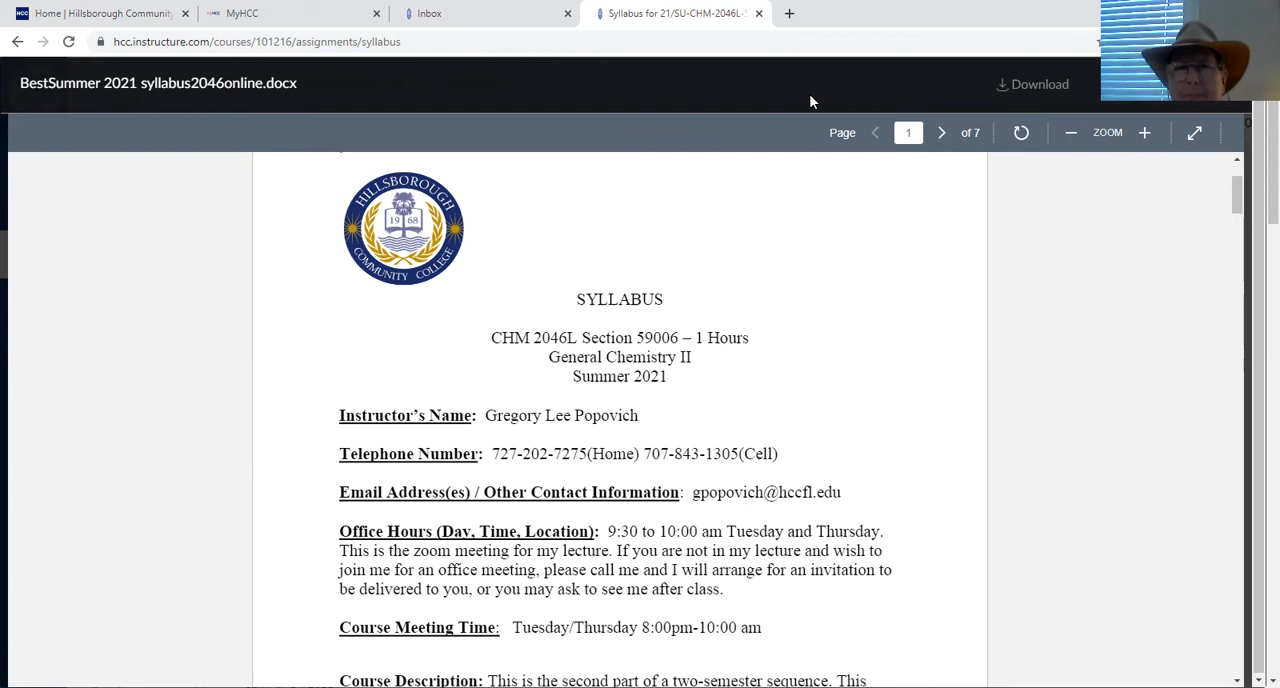 Home | Hillsborough Community
MyHCC
Inbox
Syllabus for 21/SU-CHM-2046L-
hcc.instructure.com/courses/101216/assignments/syllabus
BestSummer 2021 syllabus2046online.docx
Download
Page 1 of 7 ZOOM
HILLSBOROUGH
1968
COMMUNITY COLLEGE
SYLLABUS
CHM 2046L Section 59006 – 1 Hours
General Chemistry II
Summer 2021
Instructor's Name: Gregory Lee Popovich
Telephone Number: 727-202-7275(Home) 707-843-1305(Cell)
Email Address(es) / Other Contact Information: gpopovich@hccfl.edu
Office Hours (Day, Time, Location): 9:30 to 10:00 am Tuesday and Thursday.
This is the zoom meeting for my lecture. If you are not in my lecture and wish to
join me for an office meeting, please call me and I will arrange for an invitation to
be delivered to you, or you may ask to see me after class.
Course Meeting Time: Tuesday/Thursday 8:00pm-10:00 am
Course Description: This is the second part of a two-semester sequence. This